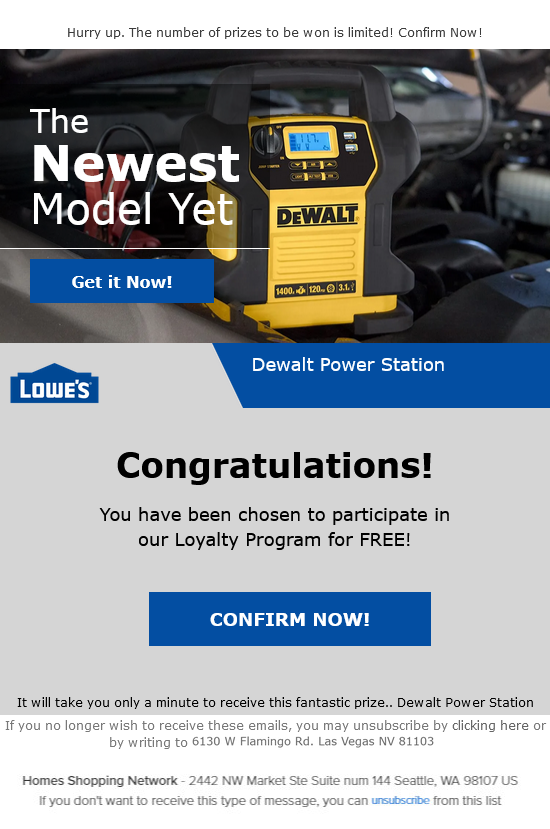 Hurry up. The number of prizes to be won is limited! Confirm Now!
The
Newest
Model Yet
Get it Now!
DEWALT
1400 120 3.1
LOWE'S
Dewalt Power Station
Congratulations!
You have been chosen to participate in
our Loyalty Program for FREE!
CONFIRM NOW!
It will take you only a minute to receive this fantastic prize.. Dewalt Power Station
If you no longer wish to receive these emails, you may unsubscribe by clicking here or
by writing to 6130 W Flamingo Rd. Las Vegas NV 81103
Homes Shopping Network - 2442 NW Market Ste Suite num 144 Seattle, WA 98107 US
If you don't want to receive this type of message, you can unsubscribe from this list